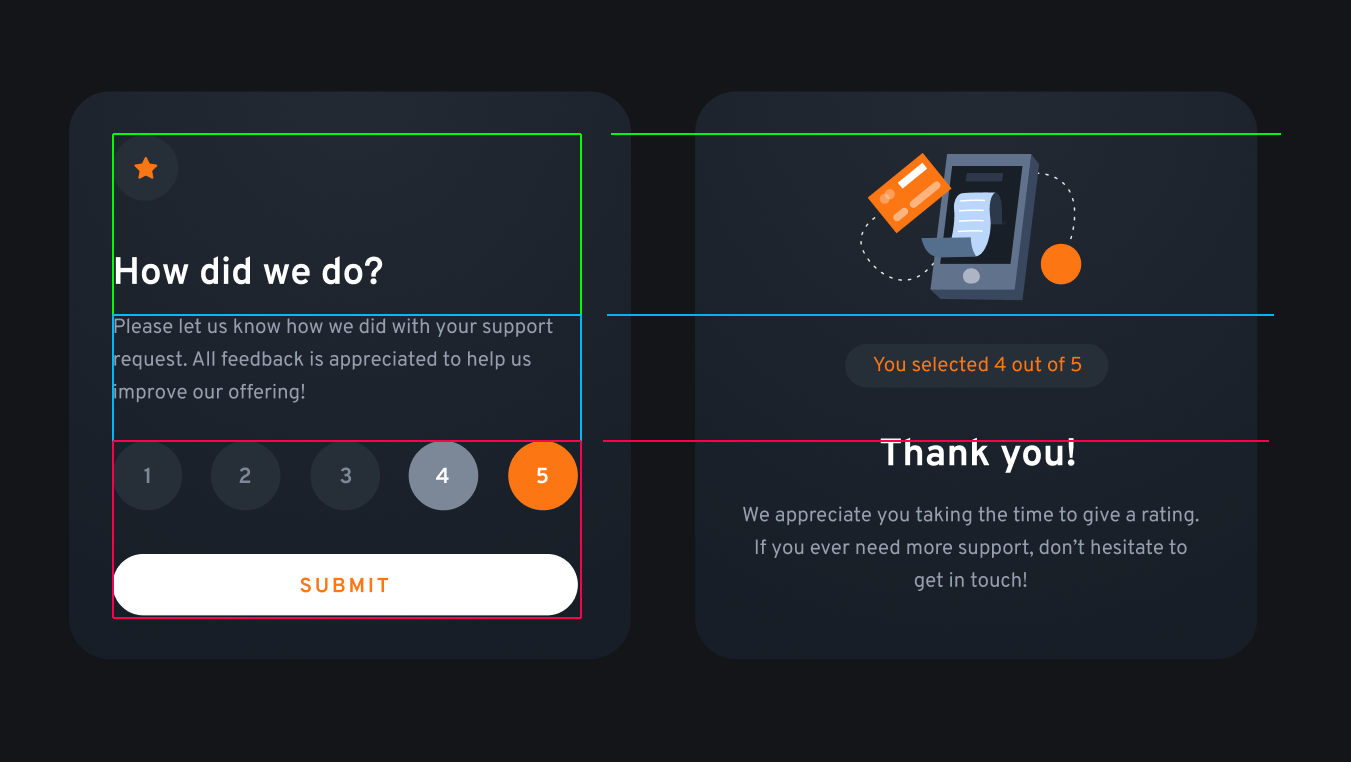 How did we do?
Please let us know how we did with your support
request. All feedback is appreciated to help us
improve our offering!
1 2 3 4 5
SUBMIT
You selected 4 out of 5
Thank you!
We appreciate you taking the time to give a rating.
If you ever need more support, don’t hesitate to
get in touch!